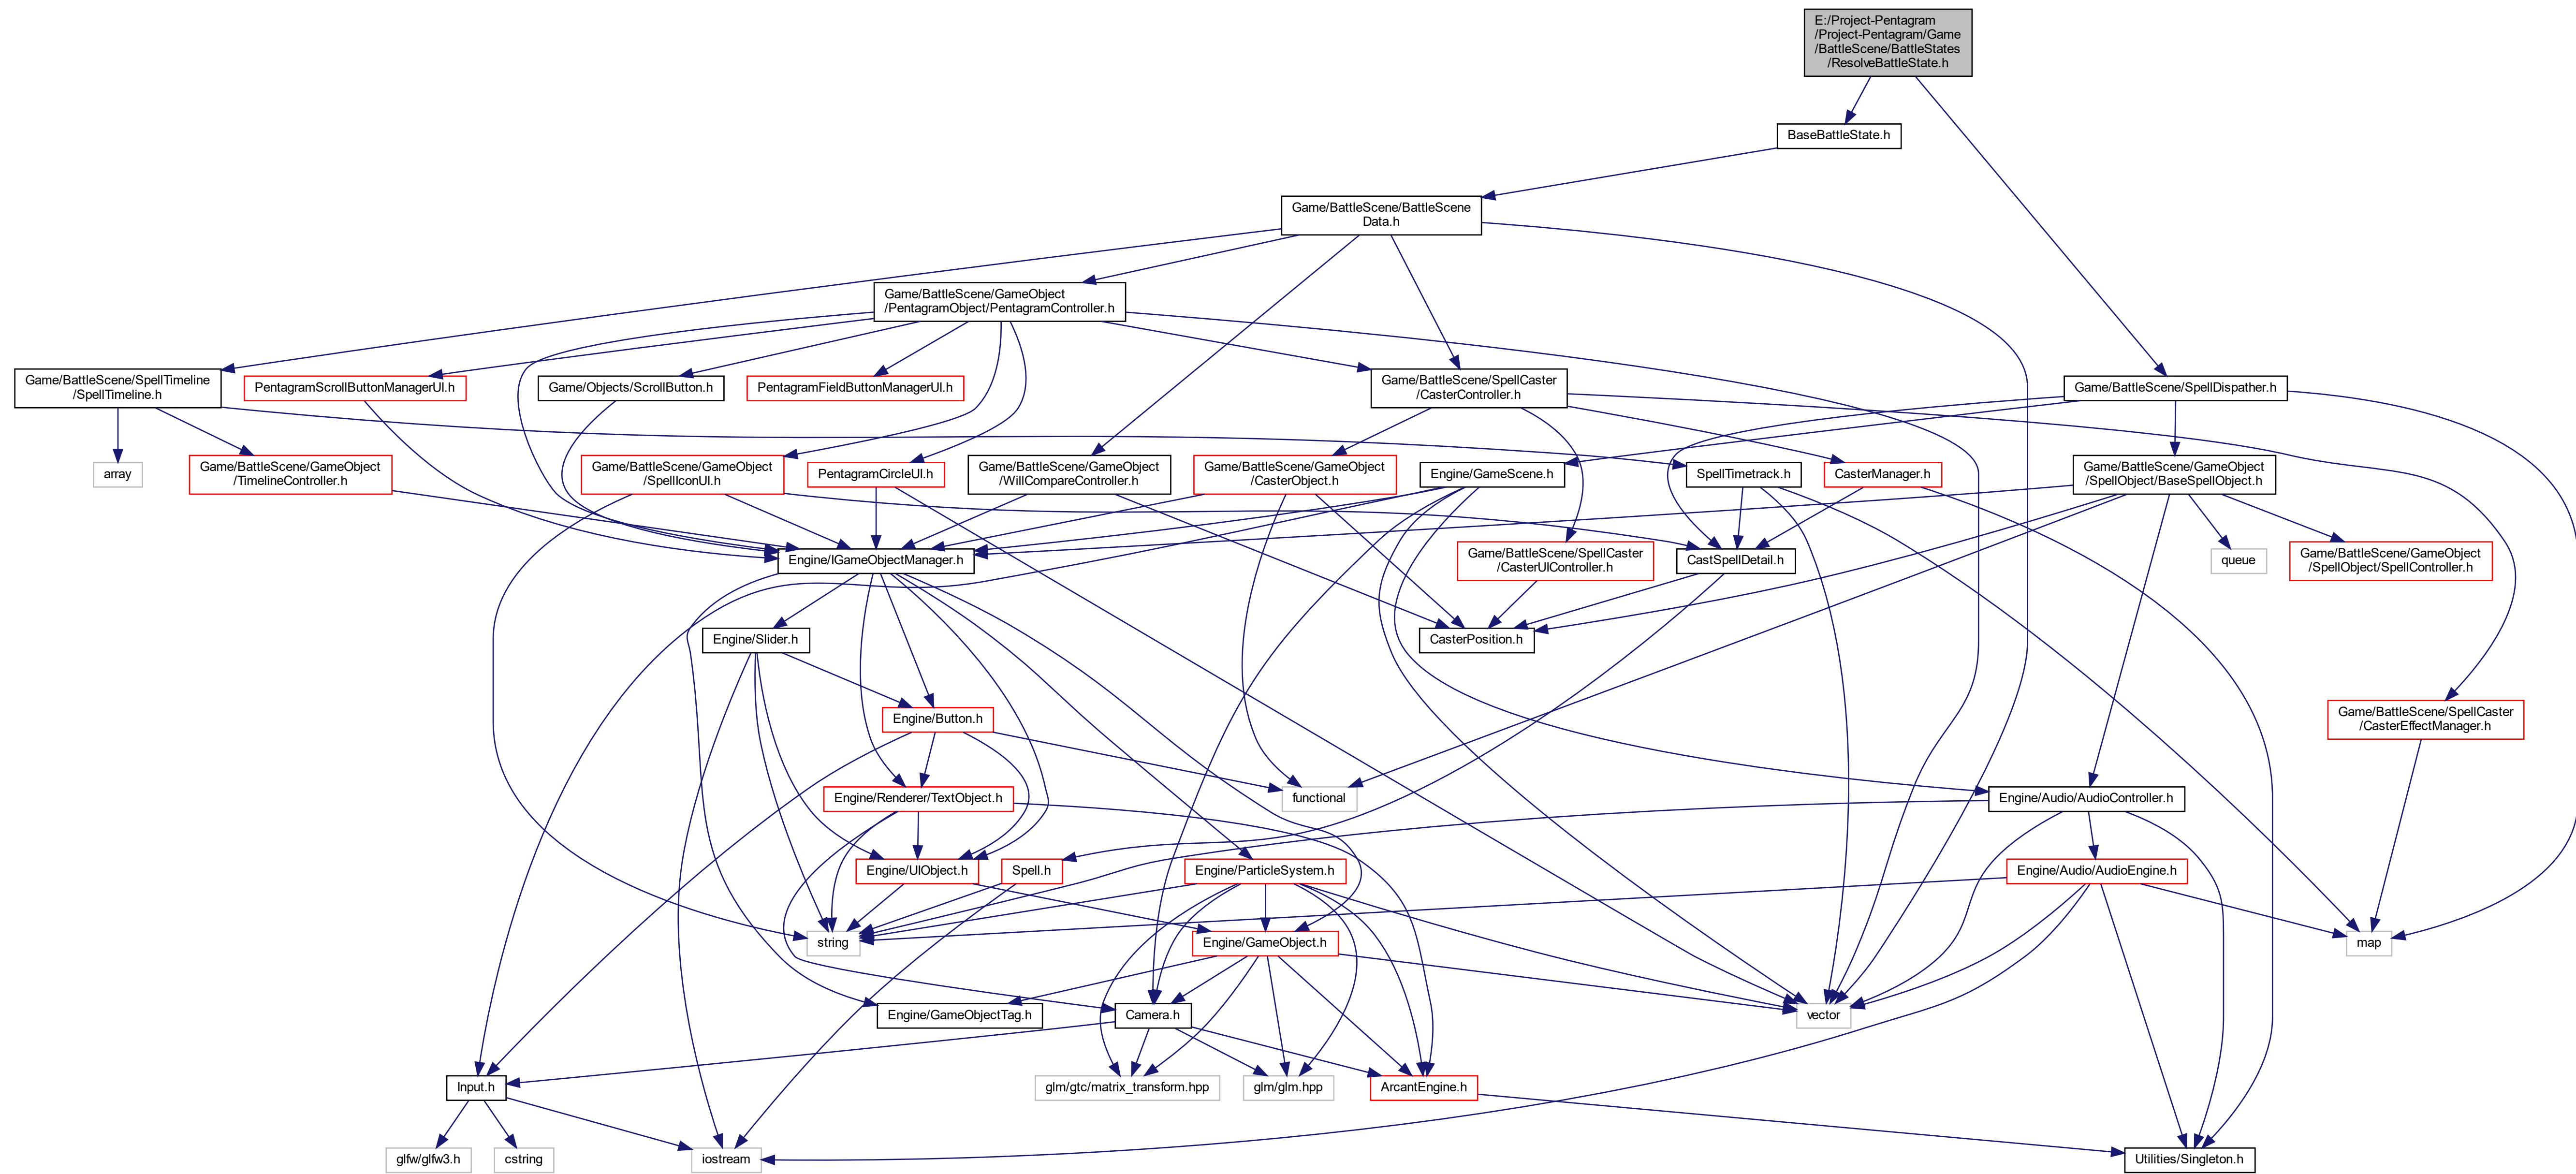 E:/Project-Pentagram
/Project-Pentagram/Game
/BattleScene/BattleStates
/ResolveBattleState.h
BaseBattleState.h
Game/BattleScene/BattleScene
Data.h
Game/BattleScene/GameObject
/PentagramObject/PentagramController.h
Game/BattleScene/SpellTimeline
/SpellTimeline.h
PentagramScrollButtonManagerUI.h
Game/Objects/ScrollButton.h
PentagramFieldButtonManagerUI.h
Game/BattleScene/SpellCaster
/CasterController.h
Game/BattleScene/SpellDispather.h
array
Game/BattleScene/GameObject
/TimelineController.h
Game/BattleScene/GameObject
/SpellIconUI.h
PentagramCircleUI.h
Game/BattleScene/GameObject
/WillCompareController.h
Game/BattleScene/GameObject
/CasterObject.h
Engine/GameScene.h
SpellTimetrack.h
CasterManager.h
Game/BattleScene/GameObject
/SpellObject/BaseSpellObject.h
Engine/IGameObjectManager.h
Game/BattleScene/SpellCaster
/CasterUIController.h
CastSpellDetail.h
queue
Game/BattleScene/GameObject
/SpellObject/SpellController.h
Engine/Slider.h
CasterPosition.h
Engine/Button.h
Game/BattleScene/SpellCaster
/CasterEffectManager.h
Engine/Renderer/TextObject.h
functional
Engine/Audio/AudioController.h
Engine/UIObject.h
Spell.h
Engine/ParticleSystem.h
Engine/Audio/AudioEngine.h
string
Engine/GameObject.h
map
Engine/GameObjectTag.h
Camera.h
vector
Input.h
glm/gtc/matrix_transform.hpp
glm/glm.hpp
ArcantEngine.h
glfw/glfw3.h
cstring
iostream
Utilities/Singleton.h